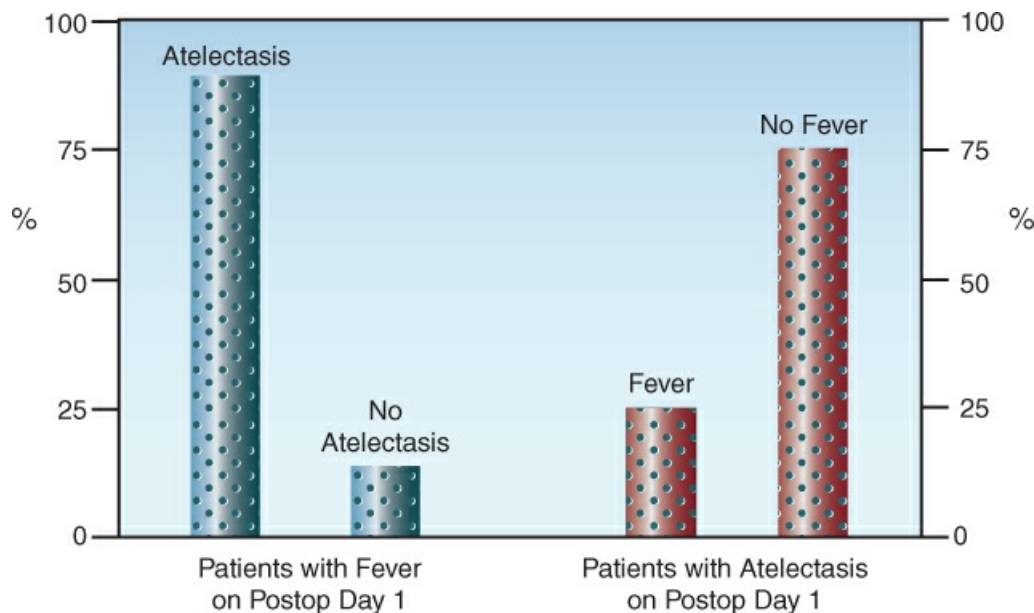 100
75
%
50
25
0
Atelectasis
No
Atelectasis
Fever
No Fever
100
75
%
50
25
0
Patients with Fever
on Postop Day 1
Patients with Atelectasis
on Postop Day 1